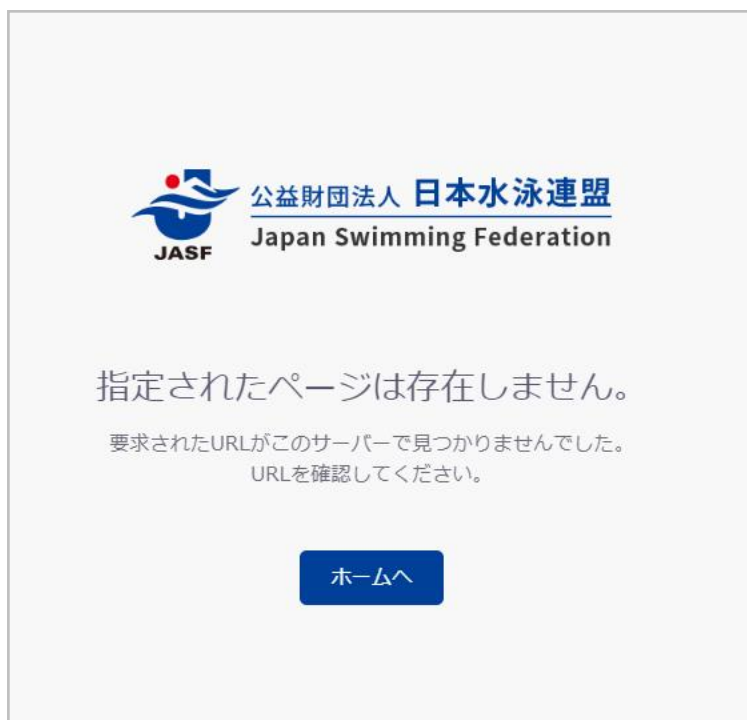 公益財団法人 日本水泳連盟
Japan Swimming Federation
JASF
指定されたページは存在しません。
要求されたURLがこのサーバーで見つかりませんでした。
URLを確認してください。
ホームへ